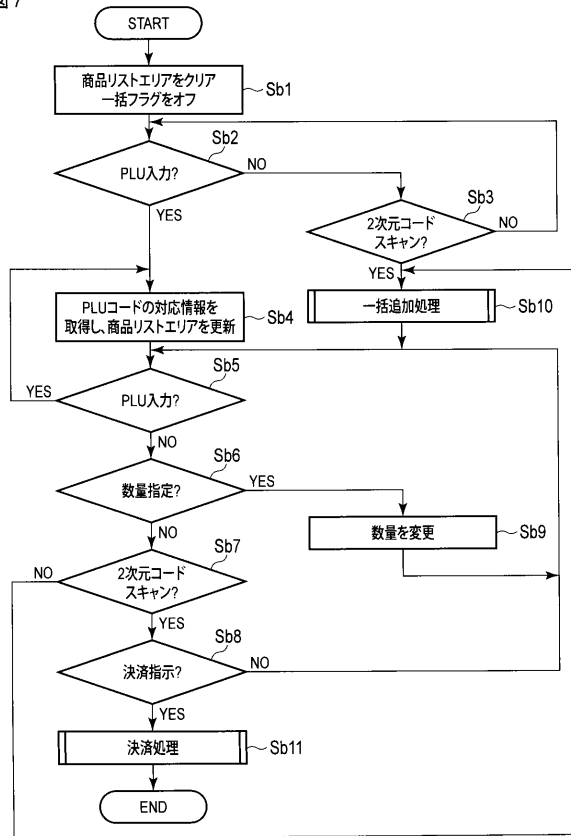 図7
START
商品リストエリアをクリア
一括フラグをオフ
Sb1
Sb2
PLU入力?
NO
YES
Sb3
2次元コード
スキャン?
NO
YES
PLUコードの対応情報を
取得し、商品リストエリアを更新
Sb4
一括追加処理
Sb10
Sb5
YES
PLU入力?
NO
Sb6
数量指定?
YES
NO
数量を変更
Sb9
Sb7
NO
2次元コード
スキャン?
YES
Sb8
決済指示?
NO
YES
決済処理
Sb11
END